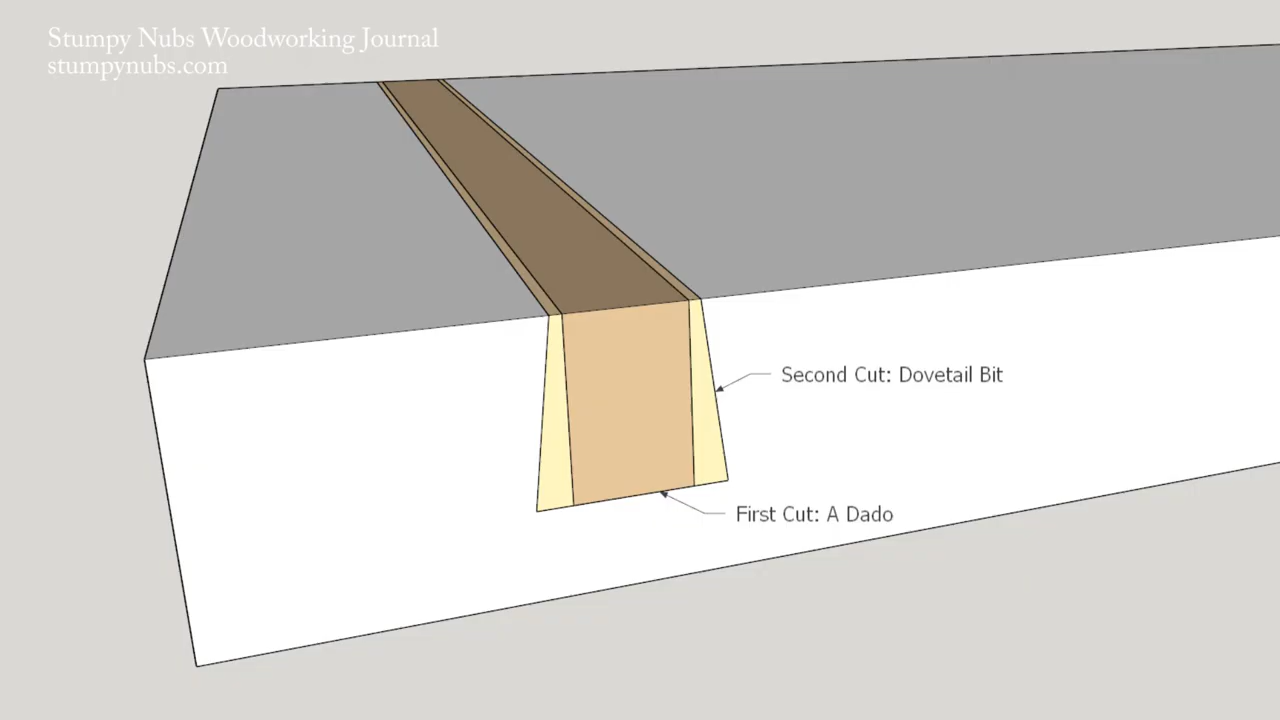 Stumpy Nubs Woodworking Journal
stumpynubs.com
Second Cut: Dovetail Bit
First Cut: A Dado